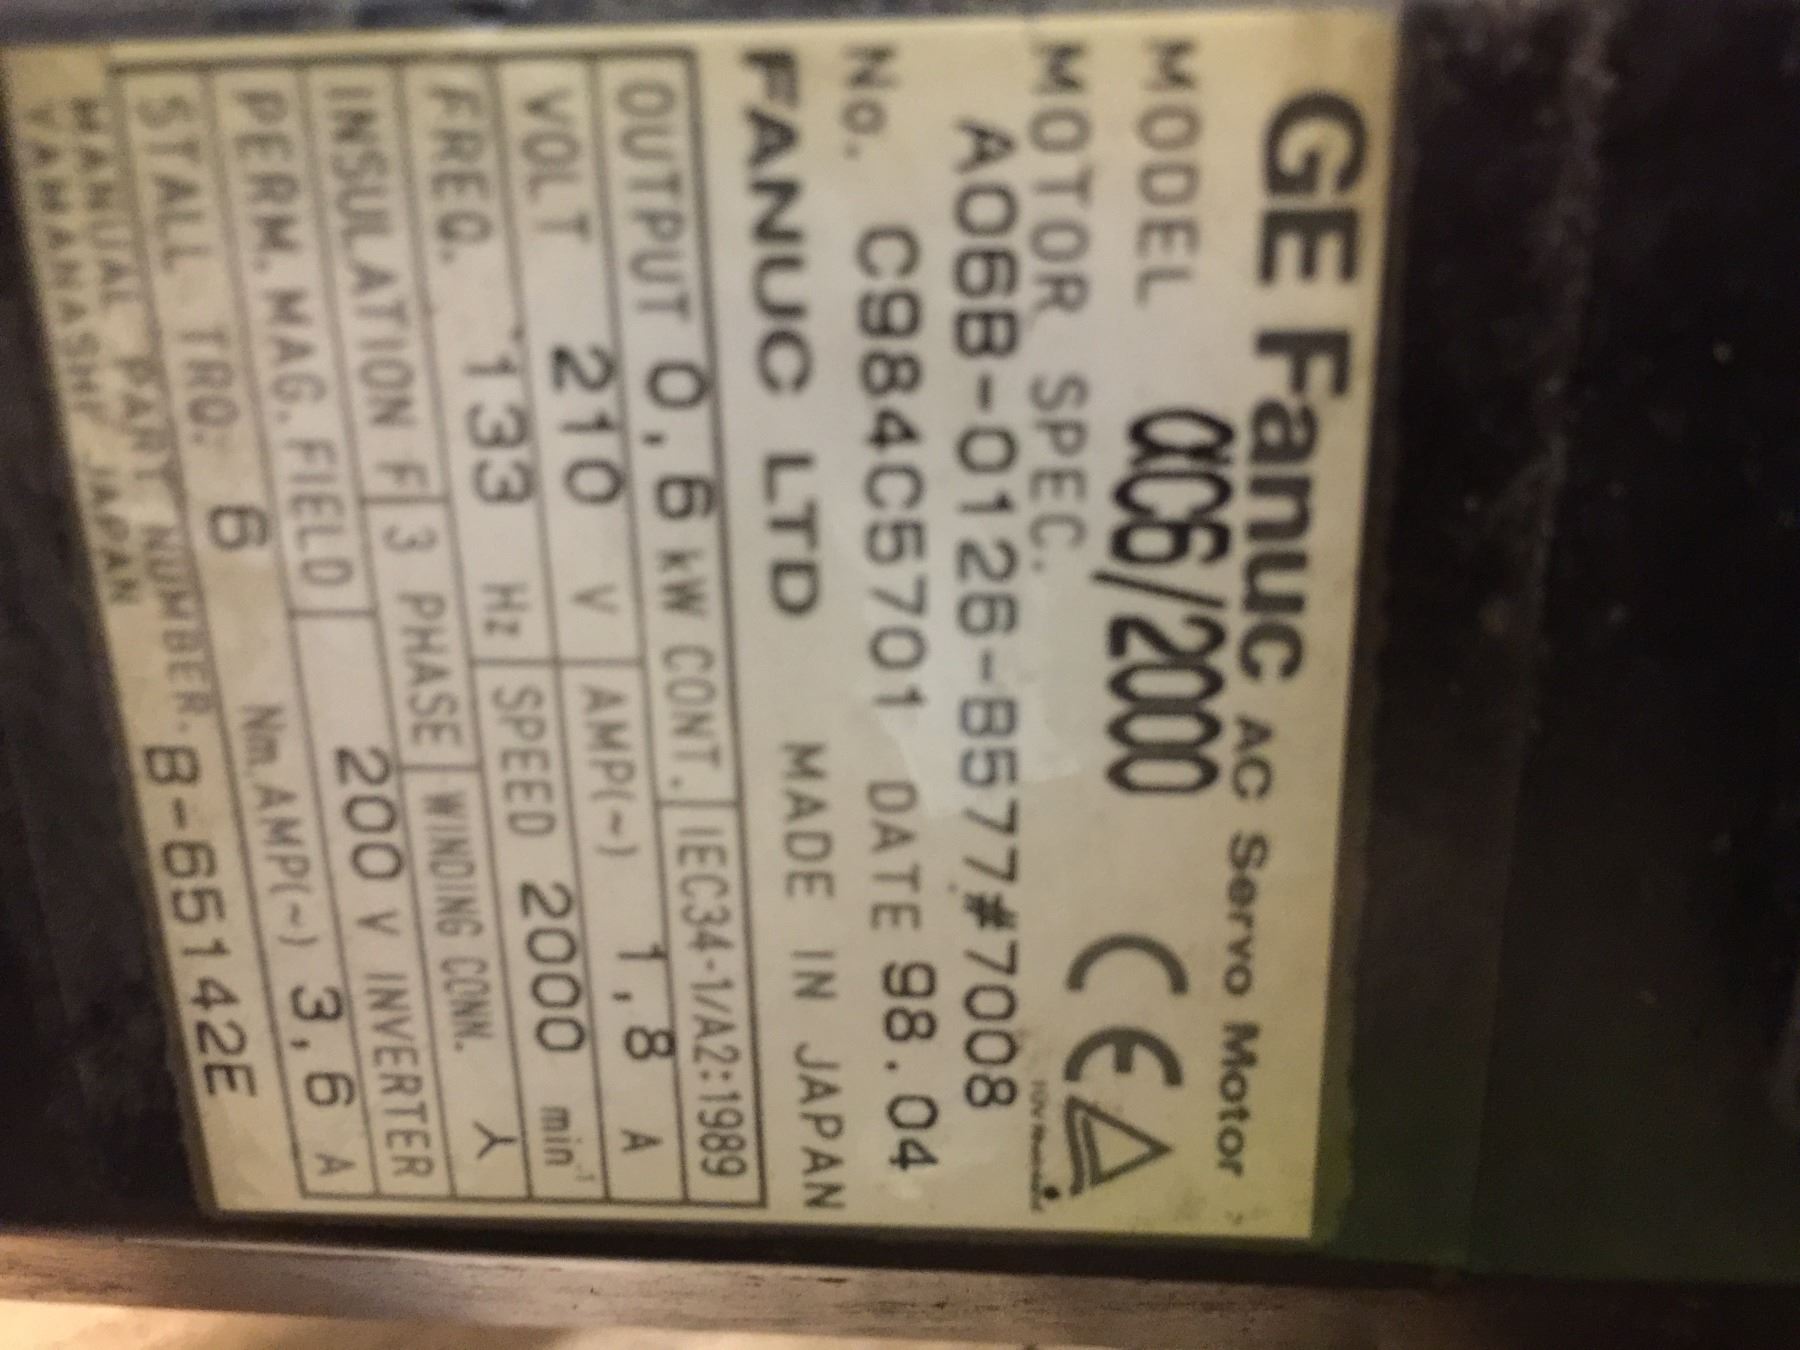 GE Fanuc AC Servo Motor
MODEL αC6/2000 CE
MOTOR SPEC.
A06B-0126-B577#7008
No. C984C5701 DATE 98.04
FANUC LTD MADE IN JAPAN
OUTPUT 0,6 kW CONT. IEC34-1/A2:1989
VOLT 210 V AMP(~) 1,8 A
FREQ. 133 Hz SPEED 2000 min⁻¹
INSULATION F 3 PHASE WINDING CONN. 人
PERM.MAG.FIELD 200 V INVERTER
STALL TRQ. 6 Nm.AMP(~) 3,6 A
MANUAL PART NUMBER. B-65142E
YAMANASHI JAPAN